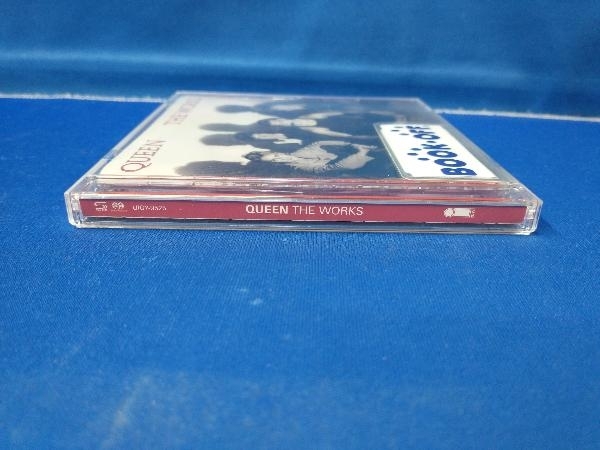 QUEEN
THE WORKS
BOOK OFF
QUEEN THE WORKS